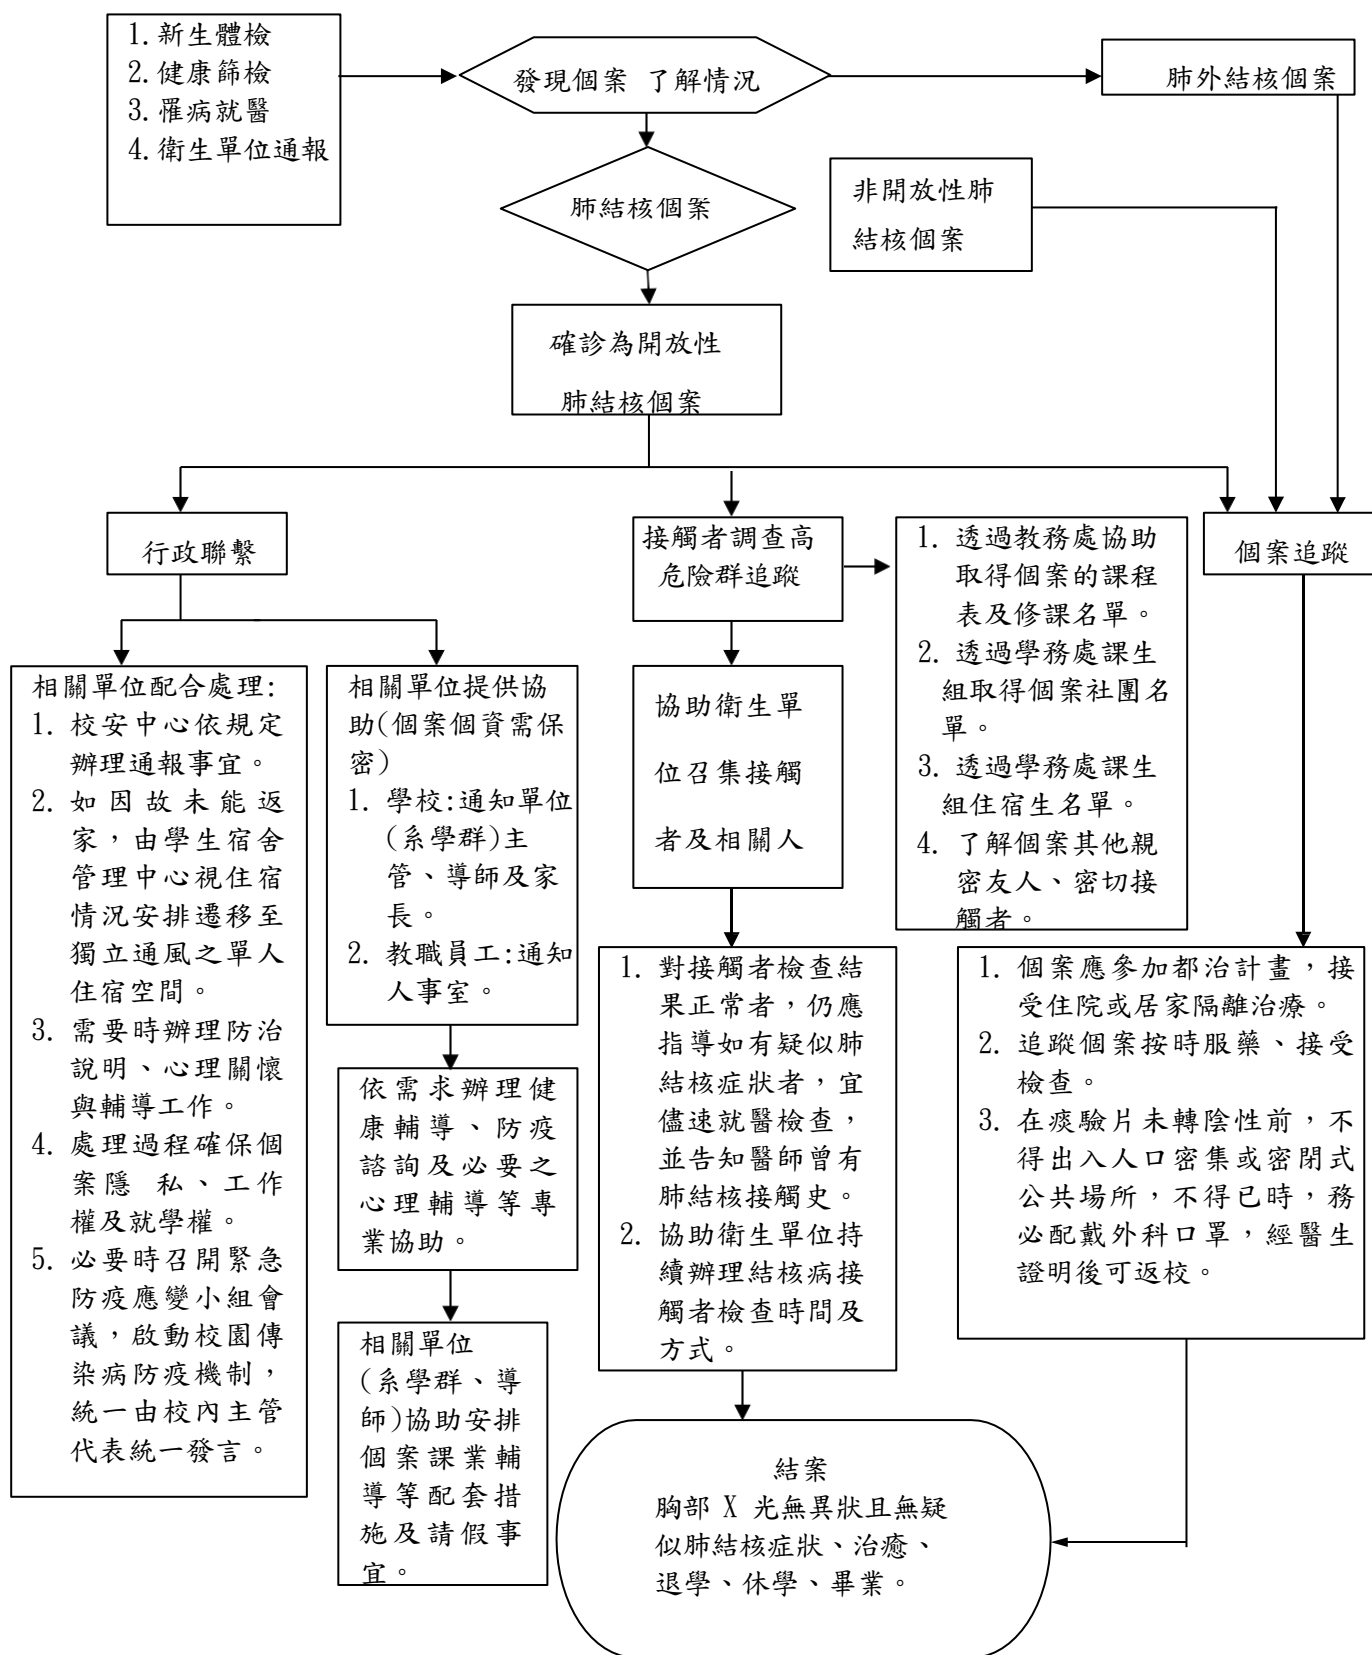 1. 新生體檢
2. 健康篩檢
3. 罹病就醫
4. 衛生單位通報
發現個案 了解情況
肺外結核個案
肺結核個案
非開放性肺
結核個案
確診為開放性
肺結核個案
行政聯繫
接觸者調查高
危險群追蹤
1. 透過教務處協助
取得個案的課程
表及修課名單。
2. 透過學務處課生
組取得個案社團名
單。
3. 透過學務處課生
組住宿生名單。
4. 了解個案其他親
密友人、密切接
觸者。
個案追蹤
相關單位配合處理:
1. 校安中心依規定
辦理通報事宜。
2. 如因故未能返
家，由學生宿舍
管理中心視住宿
情況安排遷移至
獨立通風之單人
住宿空間。
3. 需要時辦理防治
說明、心理關懷
與輔導工作。
4. 處理過程確保個
案隱 私、工作
權及就學權。
5. 必要時召開緊急
防疫應變小組會
議，啟動校園傳
染病防疫機制，
統一由校內主管
代表統一發言。
相關單位提供協
助(個案個資需保
密)
1. 學校:通知單位
(系學群)主
管、導師及家
長。
2. 教職員工:通知
人事室。
依需求辦理健
康輔導、防疫
諮詢及必要之
心理輔導等專
業協助。
相關單位
(系學群、導
師)協助安排
個案課業輔
導等配套措
施及請假事
宜。
協助衛生單
位召集接觸
者及相關人
1. 對接觸者檢查結
果正常者，仍應
指導如有疑似肺
結核症狀者，宜
儘速就醫檢查，
並告知醫師曾有
肺結核接觸史。
2. 協助衛生單位持
續辦理結核病接
觸者檢查時間及
方式。
1. 個案應參加都治計畫，接
受住院或居家隔離治療。
2. 追蹤個案按時服藥、接受
檢查。
3. 在痰驗片未轉陰性前，不
得出入人口密集或密閉式
公共場所，不得已時，務
必配戴外科口罩，經醫生
證明後可返校。
結案
胸部 X 光無異狀且無疑
似肺結核症狀、治癒、
退學、休學、畢業。